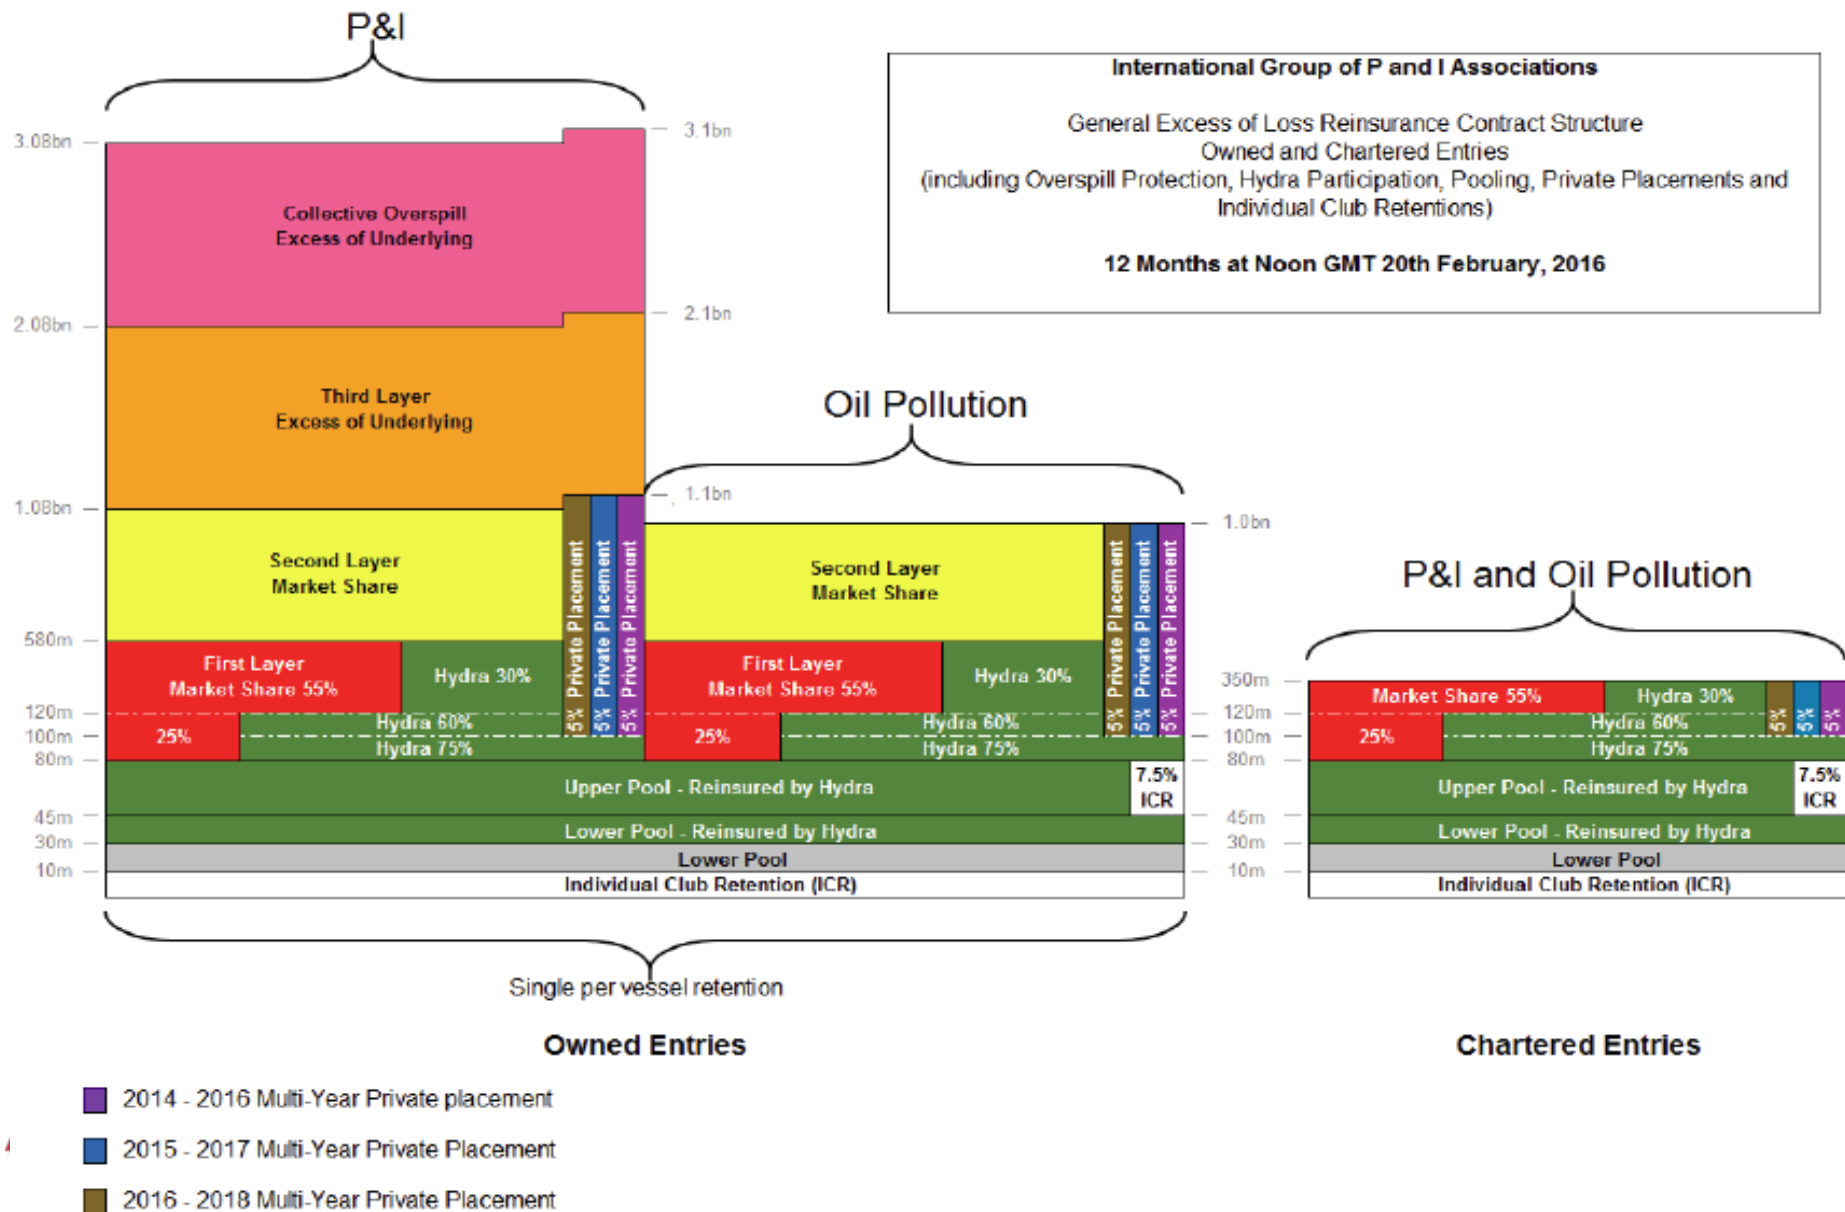 P&I
International Group of P and I Associations
General Excess of Loss Reinsurance Contract Structure
Owned and Chartered Entries
(including Overspill Protection, Hydra Participation, Pooling, Private Placements and
Individual Club Retentions)
12 Months at Noon GMT 20th February, 2016
3.08bn
3.1bn
Collective Overspill
Excess of Underlying
2.08bn
2.1bn
Third Layer
Excess of Underlying
Oil Pollution
1.08bn
1.1bn
1.0bn
Second Layer
Market Share
5% Private Placement
5% Private Placement
5% Private Placement
Second Layer
Market Share
5% Private Placement
5% Private Placement
5% Private Placement
P&I and Oil Pollution
580m
First Layer
Market Share 55%
Hydra 30%
First Layer
Market Share 55%
Hydra 30%
350m
Market Share 55%
Hydra 30%
5%
5%
5%
120m
Hydra 60%
Hydra 60%
120m
Hydra 60%
100m
25%
25%
100m
25%
Hydra 75%
Hydra 75%
Hydra 75%
80m
80m
Upper Pool - Reinsured by Hydra
7.5%
ICR
Upper Pool - Reinsured by Hydra
7.5%
ICR
45m
45m
Lower Pool - Reinsured by Hydra
Lower Pool - Reinsured by Hydra
30m
30m
Lower Pool
Lower Pool
10m
10m
Individual Club Retention (ICR)
Individual Club Retention (ICR)
Single per vessel retention
Owned Entries
Chartered Entries
2014 - 2016 Multi-Year Private placement
2015 - 2017 Multi-Year Private Placement
2016 - 2018 Multi-Year Private Placement